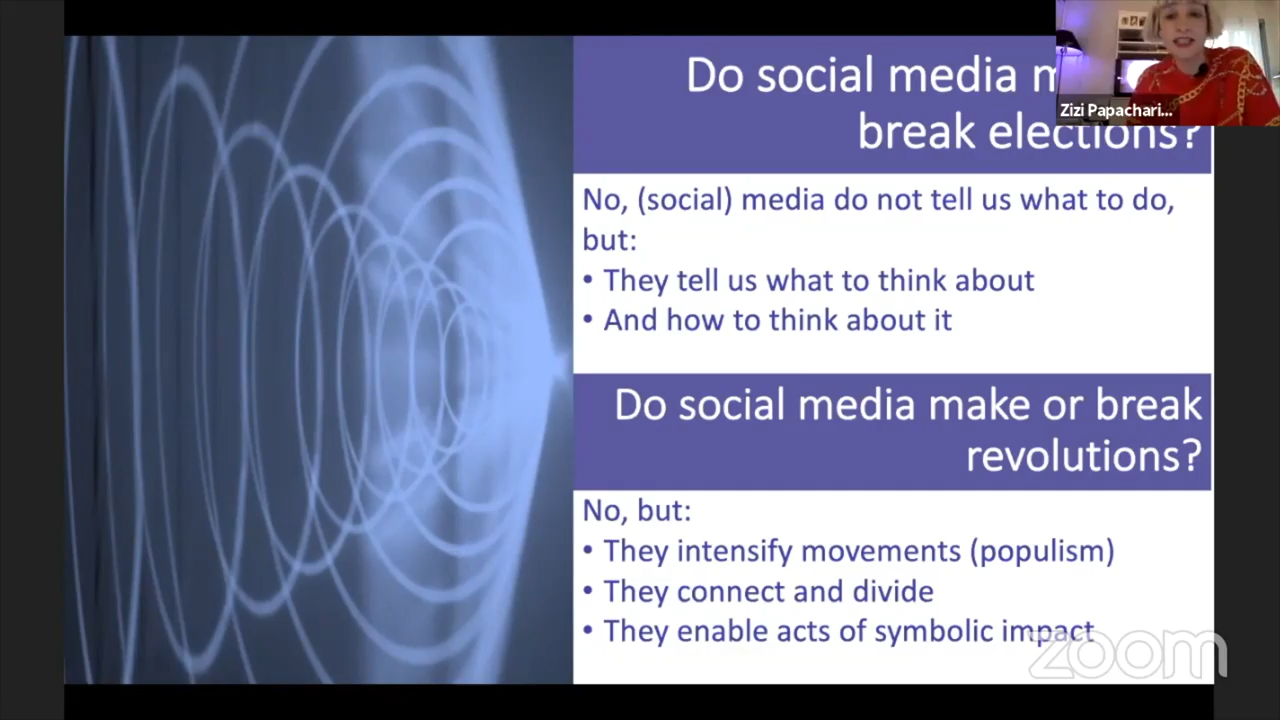 Do social media m
break elections?
Zizi Papachari...
No, (social) media do not tell us what to do,
but:
• They tell us what to think about
• And how to think about it
Do social media make or break
revolutions?
No, but:
• They intensify movements (populism)
• They connect and divide
• They enable acts of symbolic impact
zoom